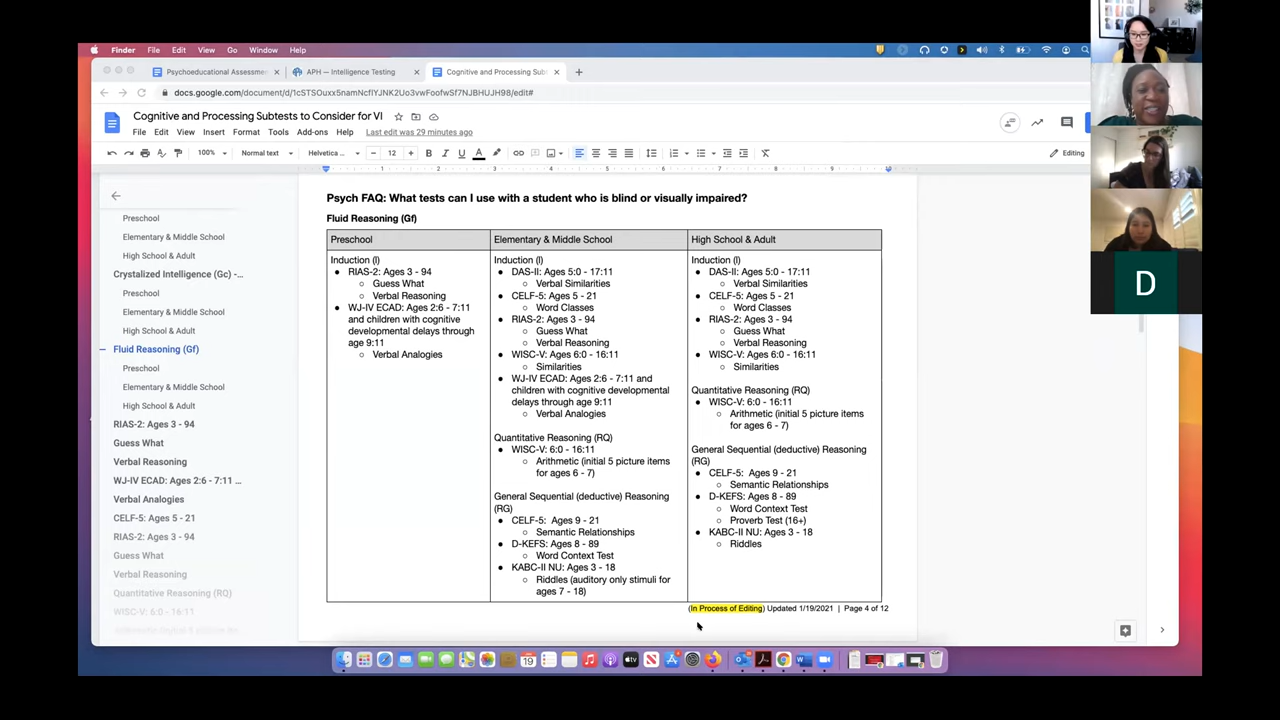 Finder File Edit View Go Window Help
Psychoeducational Assessmen
APH — Intelligence Testing
Cognitive and Processing Sub
docs.google.com/document/d/1cSTSOuxx5namNcfIYJNK2Uo3vwFoofwSf7NJBHUJH98/edit#
Cognitive and Processing Subtests to Consider for VI
File Edit View Insert Format Tools Add-ons Help Last edit was 29 minutes ago
100% Normal text Helvetica ... 12 Editing
1 2 3 4 5 6 7 8 9
Preschool
Elementary & Middle School
Crystalized Intelligence (Gc) -...
Preschool
Elementary & Middle School
High School & Adult
Fluid Reasoning (Gf)
Preschool
Elementary & Middle School
High School & Adult
RIAS-2: Ages 3 - 94
Guess What
Verbal Reasoning
WJ-IV ECAD: Ages 2:6 - 7:11 ...
Verbal Analogies
CELF-5: Ages 5 - 21
RIAS-2: Ages 3 - 94
Guess What
Verbal Reasoning
Quantitative Reasoning (RQ)
WISC-V: 6:0 - 16:11
Psych FAQ: What tests can I use with a student who is blind or visually impaired?
Fluid Reasoning (Gf)
Preschool
Induction (I)
RIAS-2: Ages 3 - 94
Guess What
Verbal Reasoning
WJ-IV ECAD: Ages 2:6 - 7:11
and children with cognitive
developmental delays through
age 9:11
Verbal Analogies
Elementary & Middle School
Induction (I)
DAS-II: Ages 5:0 - 17:11
Verbal Similarities
CELF-5: Ages 5 - 21
Word Classes
RIAS-2: Ages 3 - 94
Guess What
Verbal Reasoning
WISC-V: Ages 6:0 - 16:11
Similarities
WJ-IV ECAD: Ages 2:6 - 7:11 and
children with cognitive developmental
delays through age 9:11
Verbal Analogies
Quantitative Reasoning (RQ)
WISC-V: 6:0 - 16:11
Arithmetic (initial 5 picture items
for ages 6 - 7)
General Sequential (deductive) Reasoning
(RG)
CELF-5: Ages 9 - 21
Semantic Relationships
D-KEFS: Ages 8 - 89
Word Context Test
KABC-II NU: Ages 3 - 18
Riddles (auditory only stimuli for
ages 7 - 18)
High School & Adult
Induction (I)
DAS-II: Ages 5:0 - 17:11
Verbal Similarities
CELF-5: Ages 5 - 21
Word Classes
RIAS-2: Ages 3 - 94
Guess What
Verbal Reasoning
WISC-V: Ages 6:0 - 16:11
Similarities
Quantitative Reasoning (RQ)
WISC-V: 6:0 - 16:11
Arithmetic (initial 5 picture items
for ages 6 - 7)
General Sequential (deductive) Reasoning
(RG)
CELF-5: Ages 9 - 21
Semantic Relationships
D-KEFS: Ages 8 - 89
Word Context Test
Proverb Test (16+)
KABC-II NU: Ages 3 - 18
Riddles
(In Process of Editing) Updated 1/19/2021 | Page 4 of 12
D
19
tv